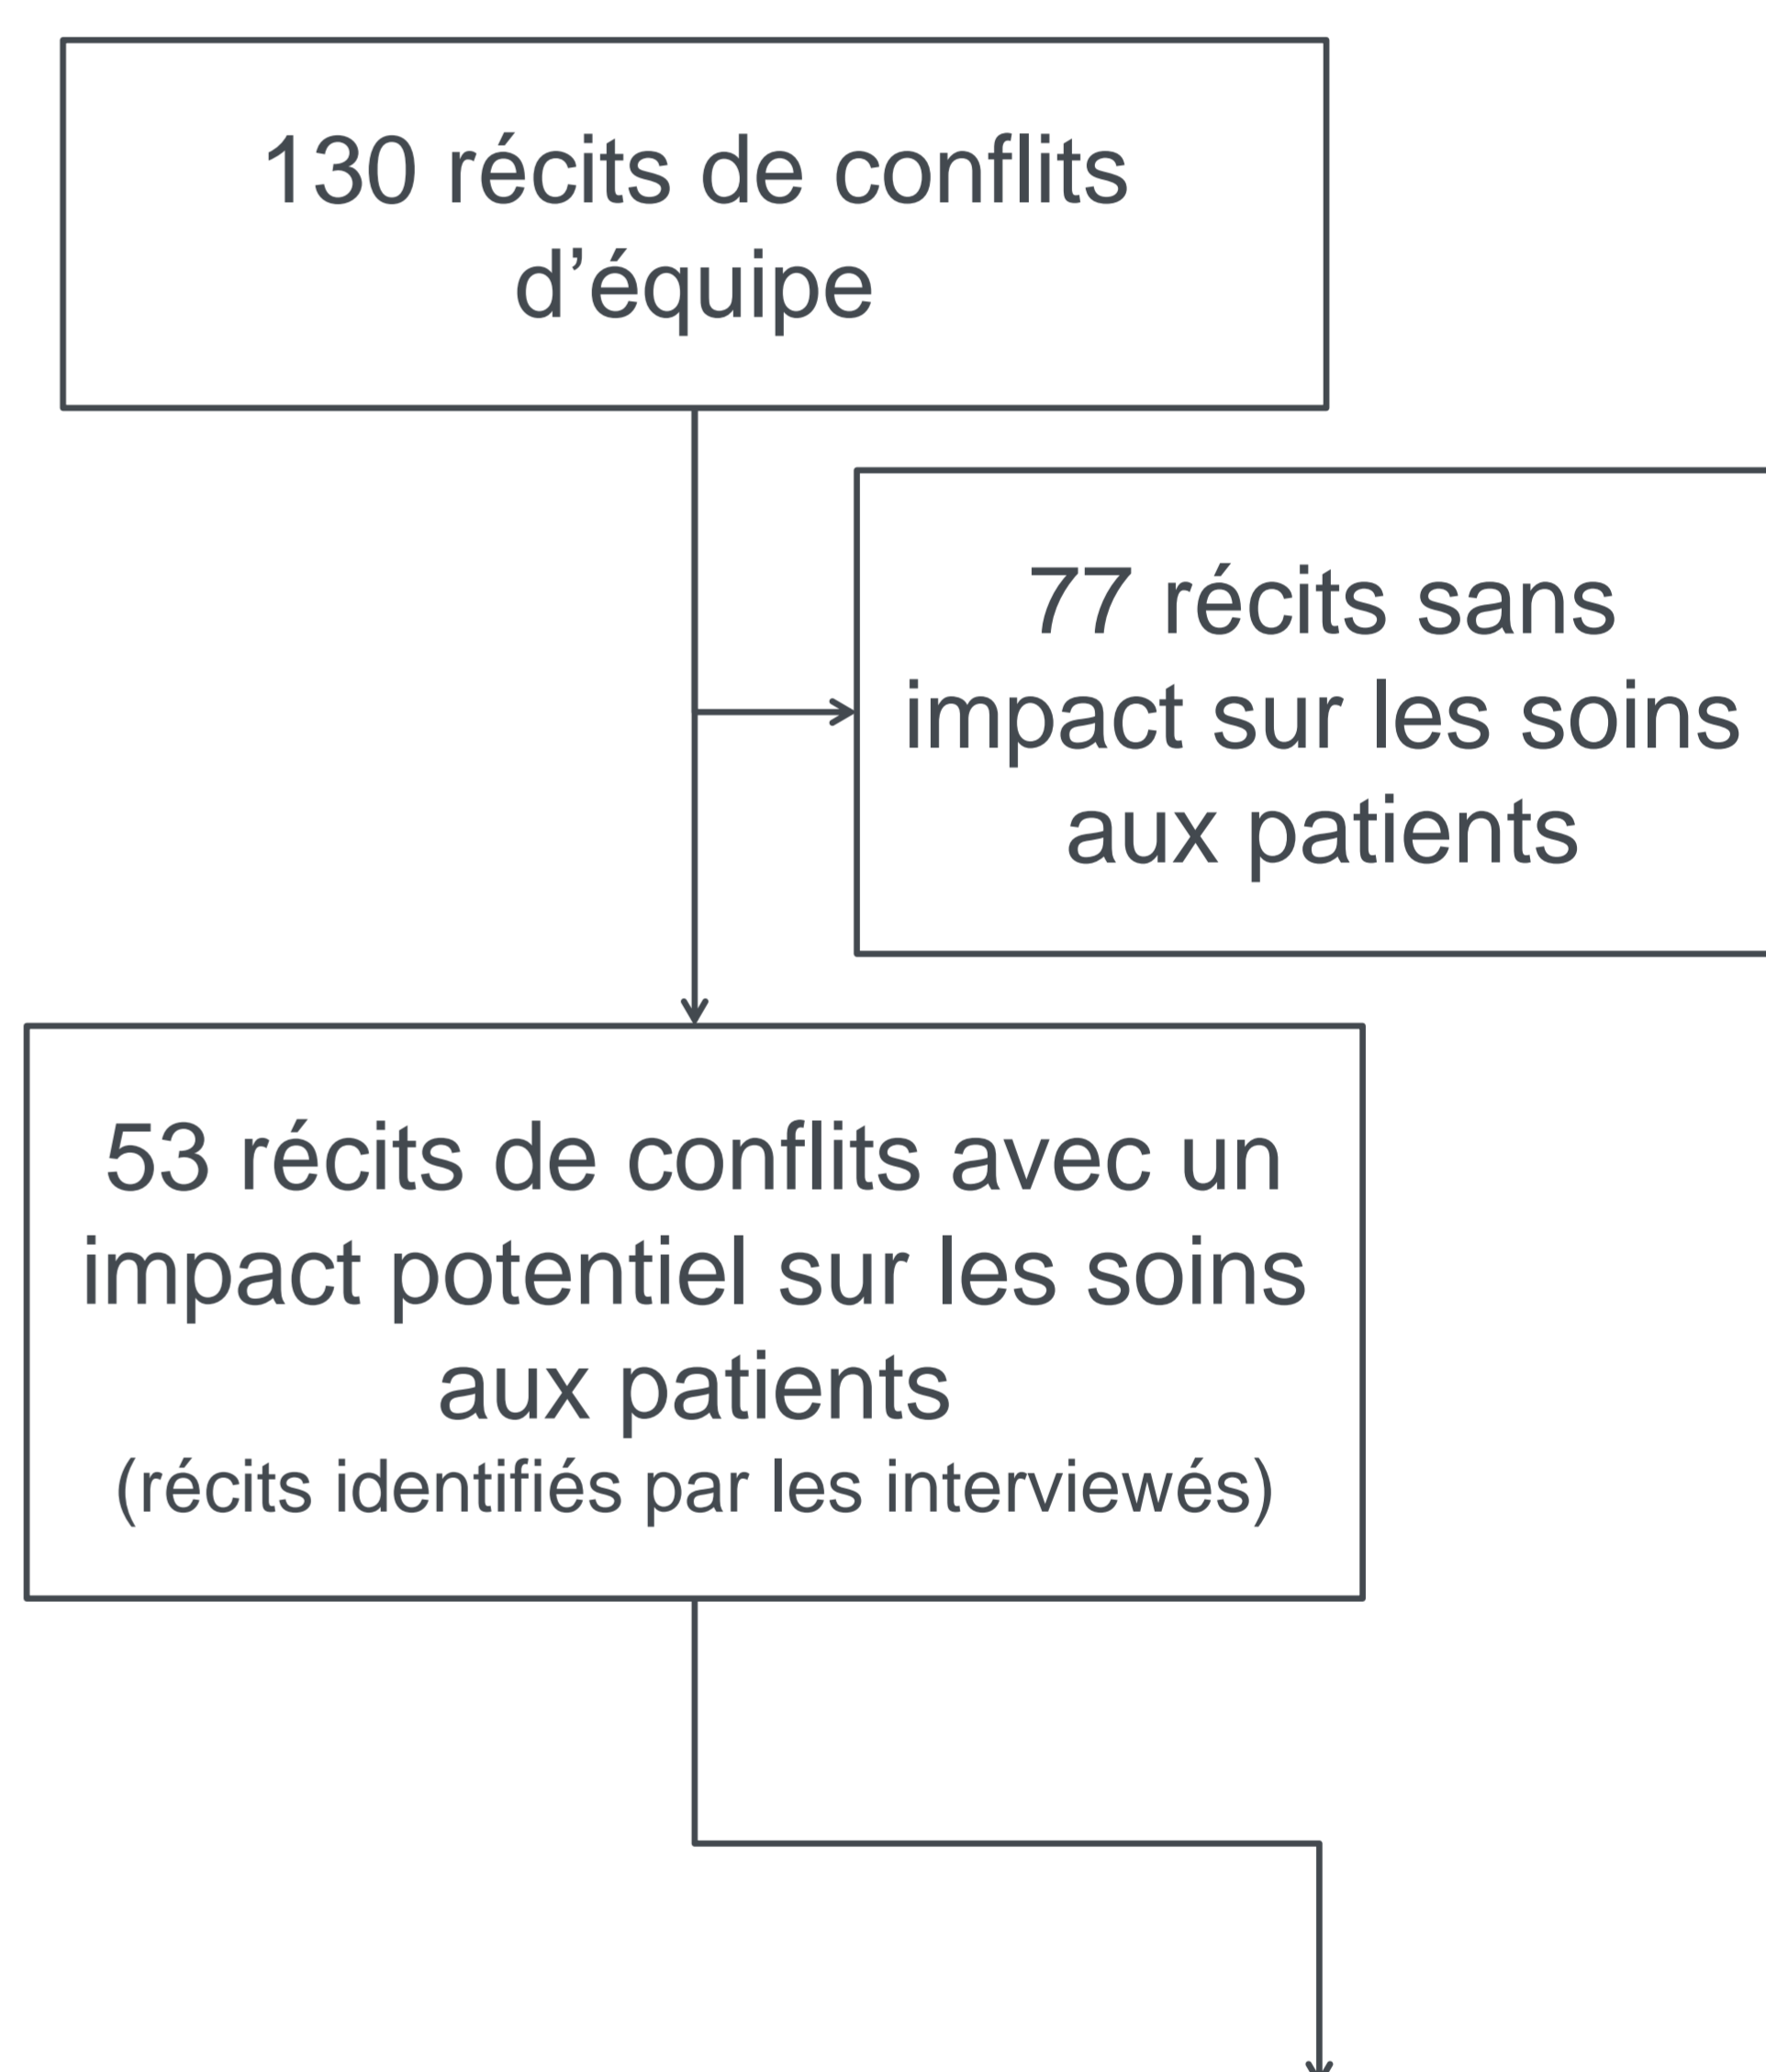 130 récits de conflits
d’équipe
77 récits sans
impact sur les soins
aux patients
53 récits de conflits avec un
impact potentiel sur les soins
aux patients
(récits identifiés par les interviewés)